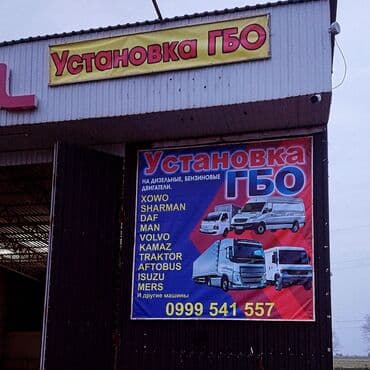 Установка ГБО
Установка
ГБО
НА ДИЗЕЛЬНЫЕ, БЕНЗИНОВЫЕ
ДВИГАТЕЛИ.
XOWO
SHARMAN
DAF
MAN
VOLVO
KAMAZ
TRAKTOR
AFTOBUS
ISUZU
MERS
И другие машины
0999 541 557